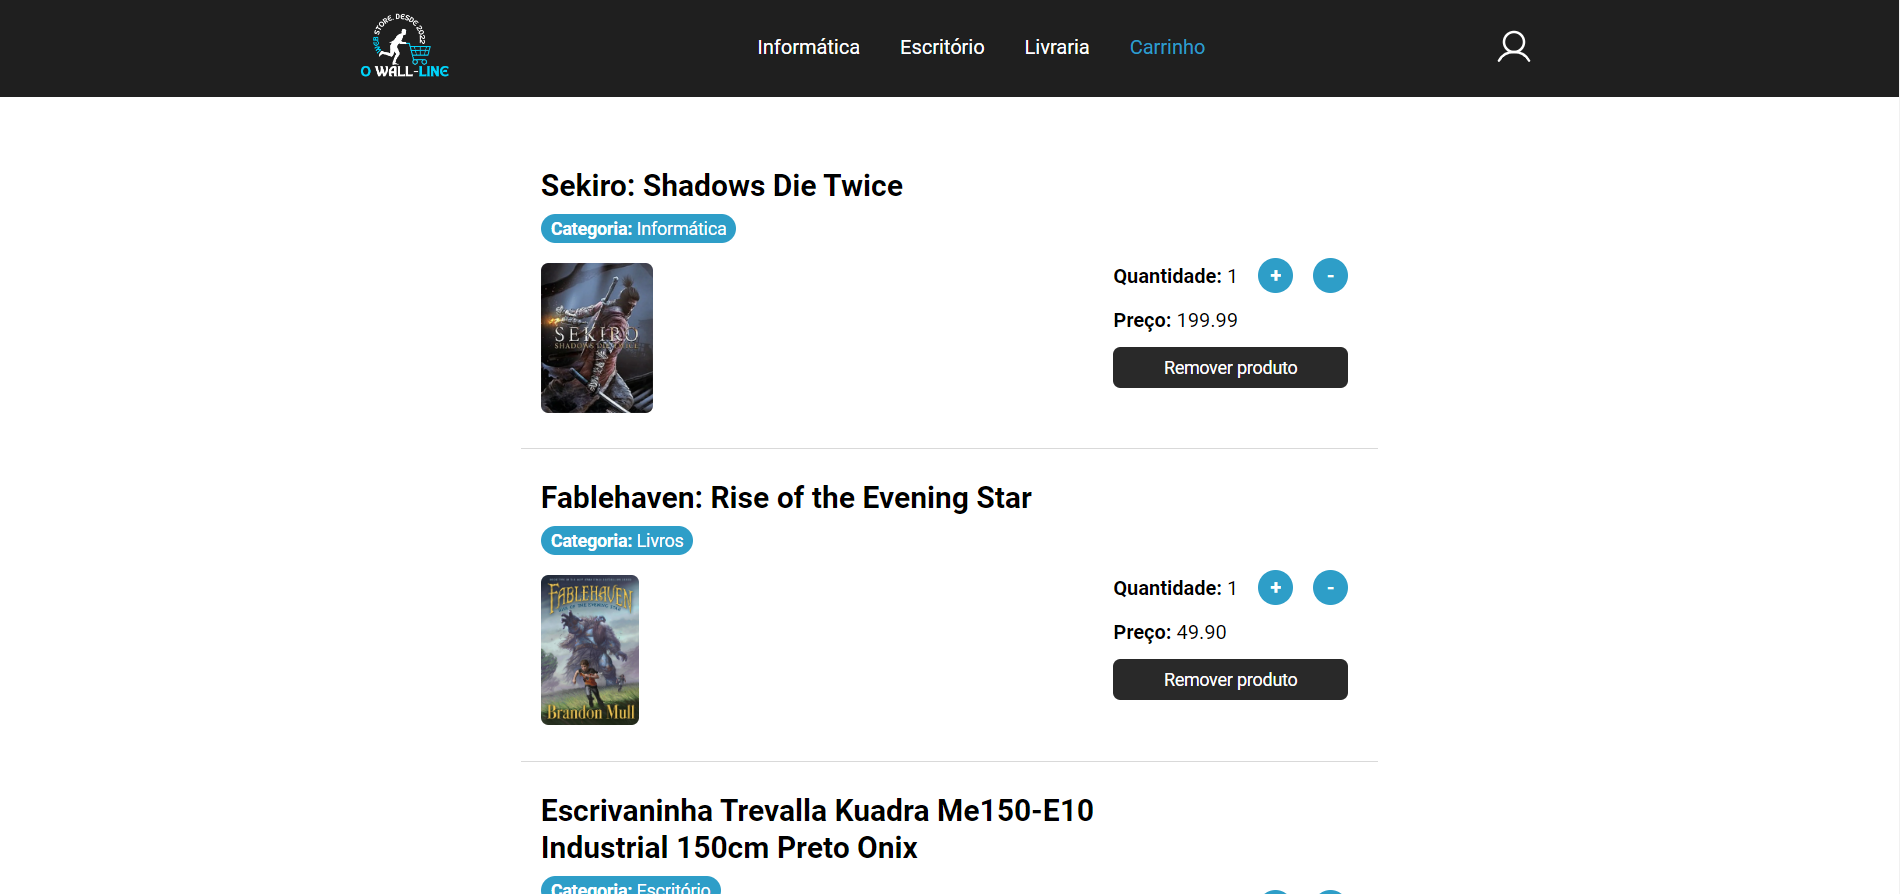 STORE. DESDE 2022
O WALL-LINE
Informática Escritório Livraria Carrinho
Sekiro: Shadows Die Twice
Categoria: Informática
SEKIRO
SHADOWS DIE TWICE
Quantidade: 1 + -
Preço: 199.99
Remover produto
Fablehaven: Rise of the Evening Star
Categoria: Livros
FABLEHAVEN
RISE OF THE EVENING STAR
Brandon Mull
Quantidade: 1 + -
Preço: 49.90
Remover produto
Escrivaninha Trevalla Kuadra Me150-E10
Industrial 150cm Preto Onix
Categoria: Escritório